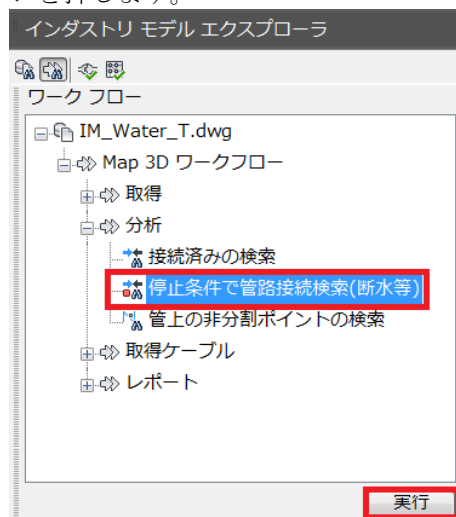 インダストリ モデル エクスプローラ
ワーク フロー
IM_Water_T.dwg
Map 3D ワークフロー
取得
分析
接続済みの検索
停止条件で管路接続検索(断水等)
管上の非分割ポイントの検索
取得ケーブル
レポート
実行